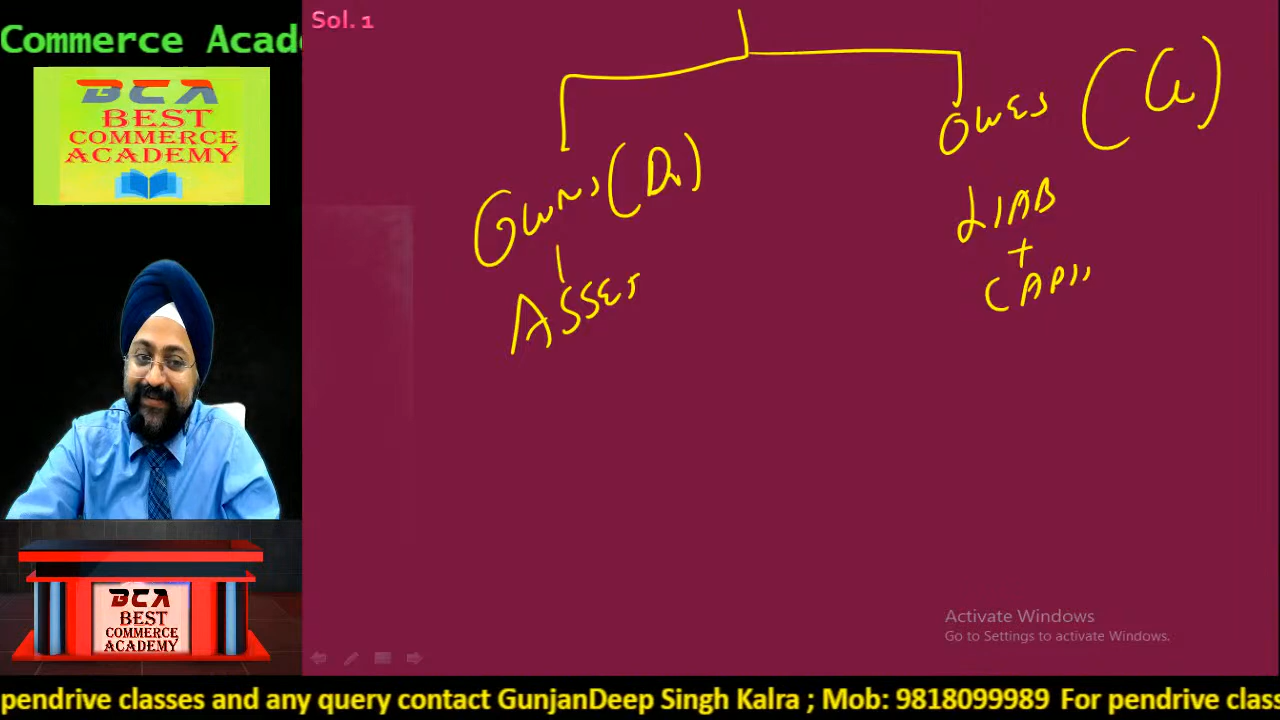 Commerce Acade
Sol. 1
BCA
BEST
COMMERCE
ACADEMY
OWNS (Dr)
ASSET
OWES (Cr)
LIAB
+
CAPII
BCA
BEST
COMMERCE
ACADEMY
Activate Windows
Go to Settings to activate Windows.
pendrive classes and any query contact GunjanDeep Singh Kalra ; Mob: 9818099989 For pendrive class